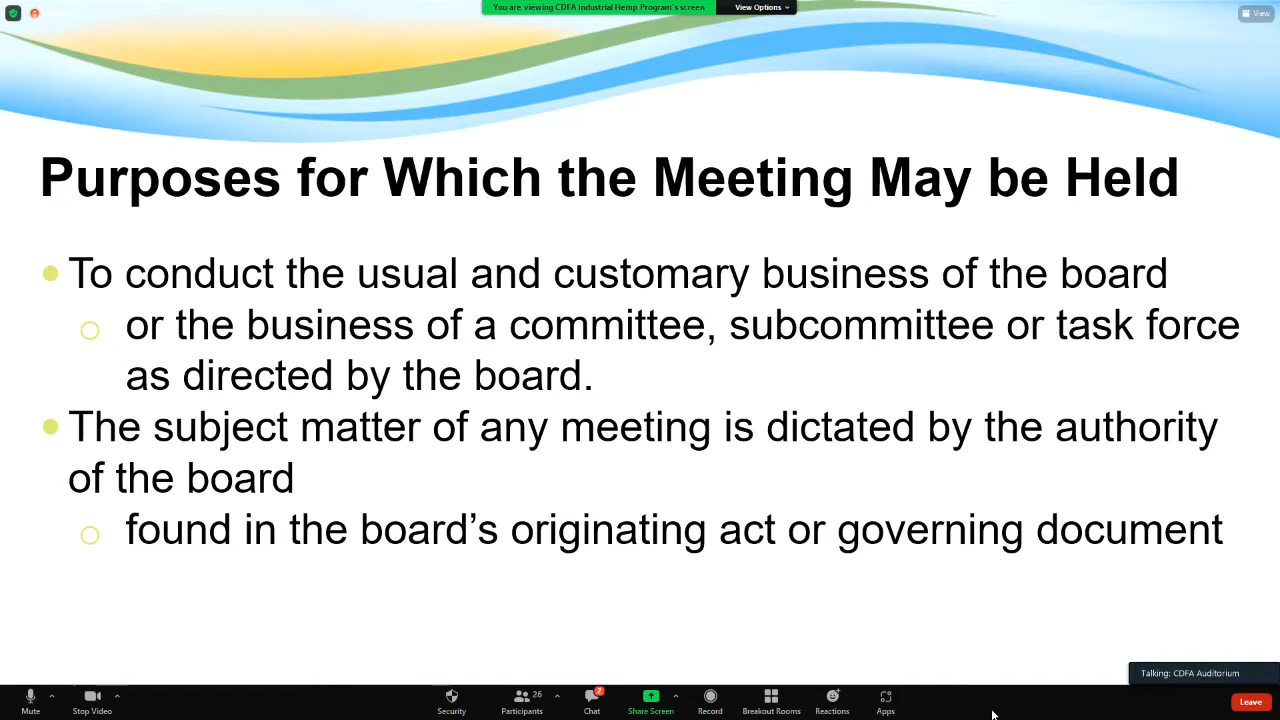 You are viewing CDFA Industrial Hemp Program's screen
View Options
View
Purposes for Which the Meeting May be Held
To conduct the usual and customary business of the board
or the business of a committee, subcommittee or task force
as directed by the board.
The subject matter of any meeting is dictated by the authority
of the board
found in the board’s originating act or governing document
Talking: CDFA Auditorium
Mute
Stop Video
Security
26
Participants
2
Chat
Share Screen
Record
Breakout Rooms
Reactions
Apps
Leave